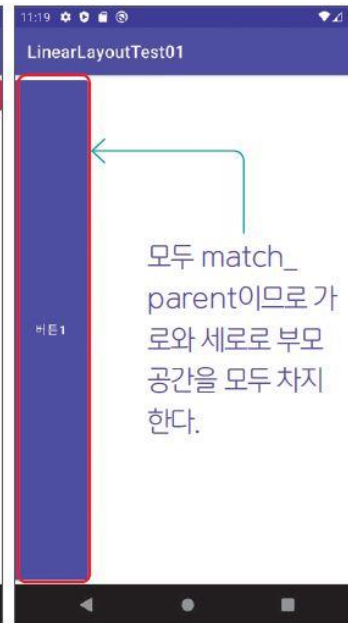 11:19
LinearLayoutTest01
모두 match_
parent이므로 가
로와 세로로 부모
공간을 모두 차지
한다.
버튼1